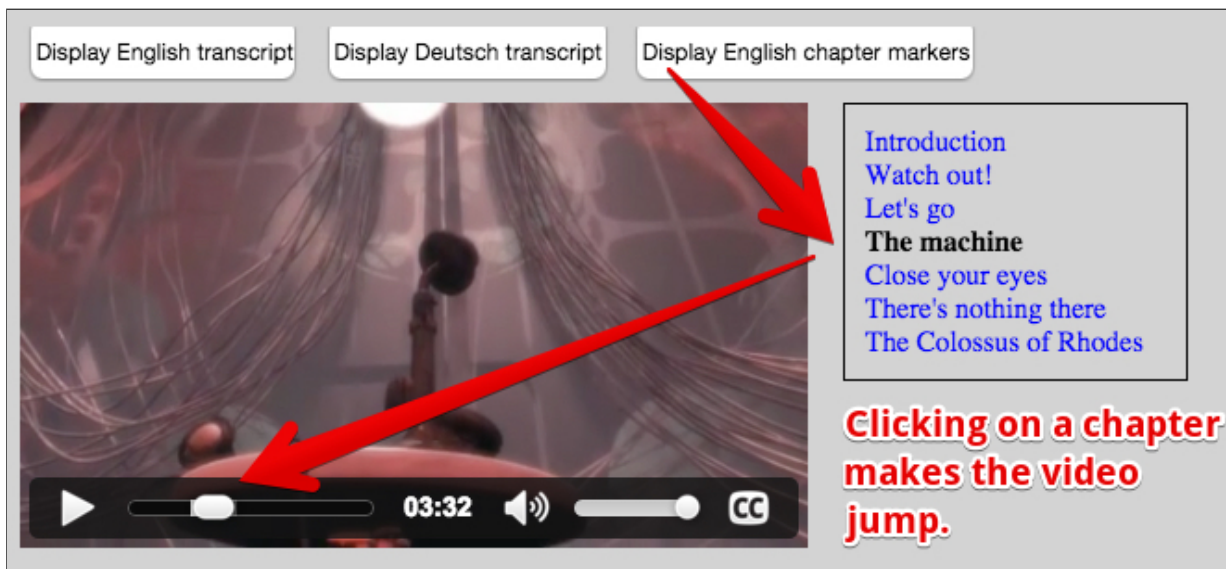 Display English transcript
Display Deutsch transcript
Display English chapter markers
Introduction
Watch out!
Let's go
The machine
Close your eyes
There's nothing there
The Colossus of Rhodes
Clicking on a chapter
makes the video
jump.
03:32
CC